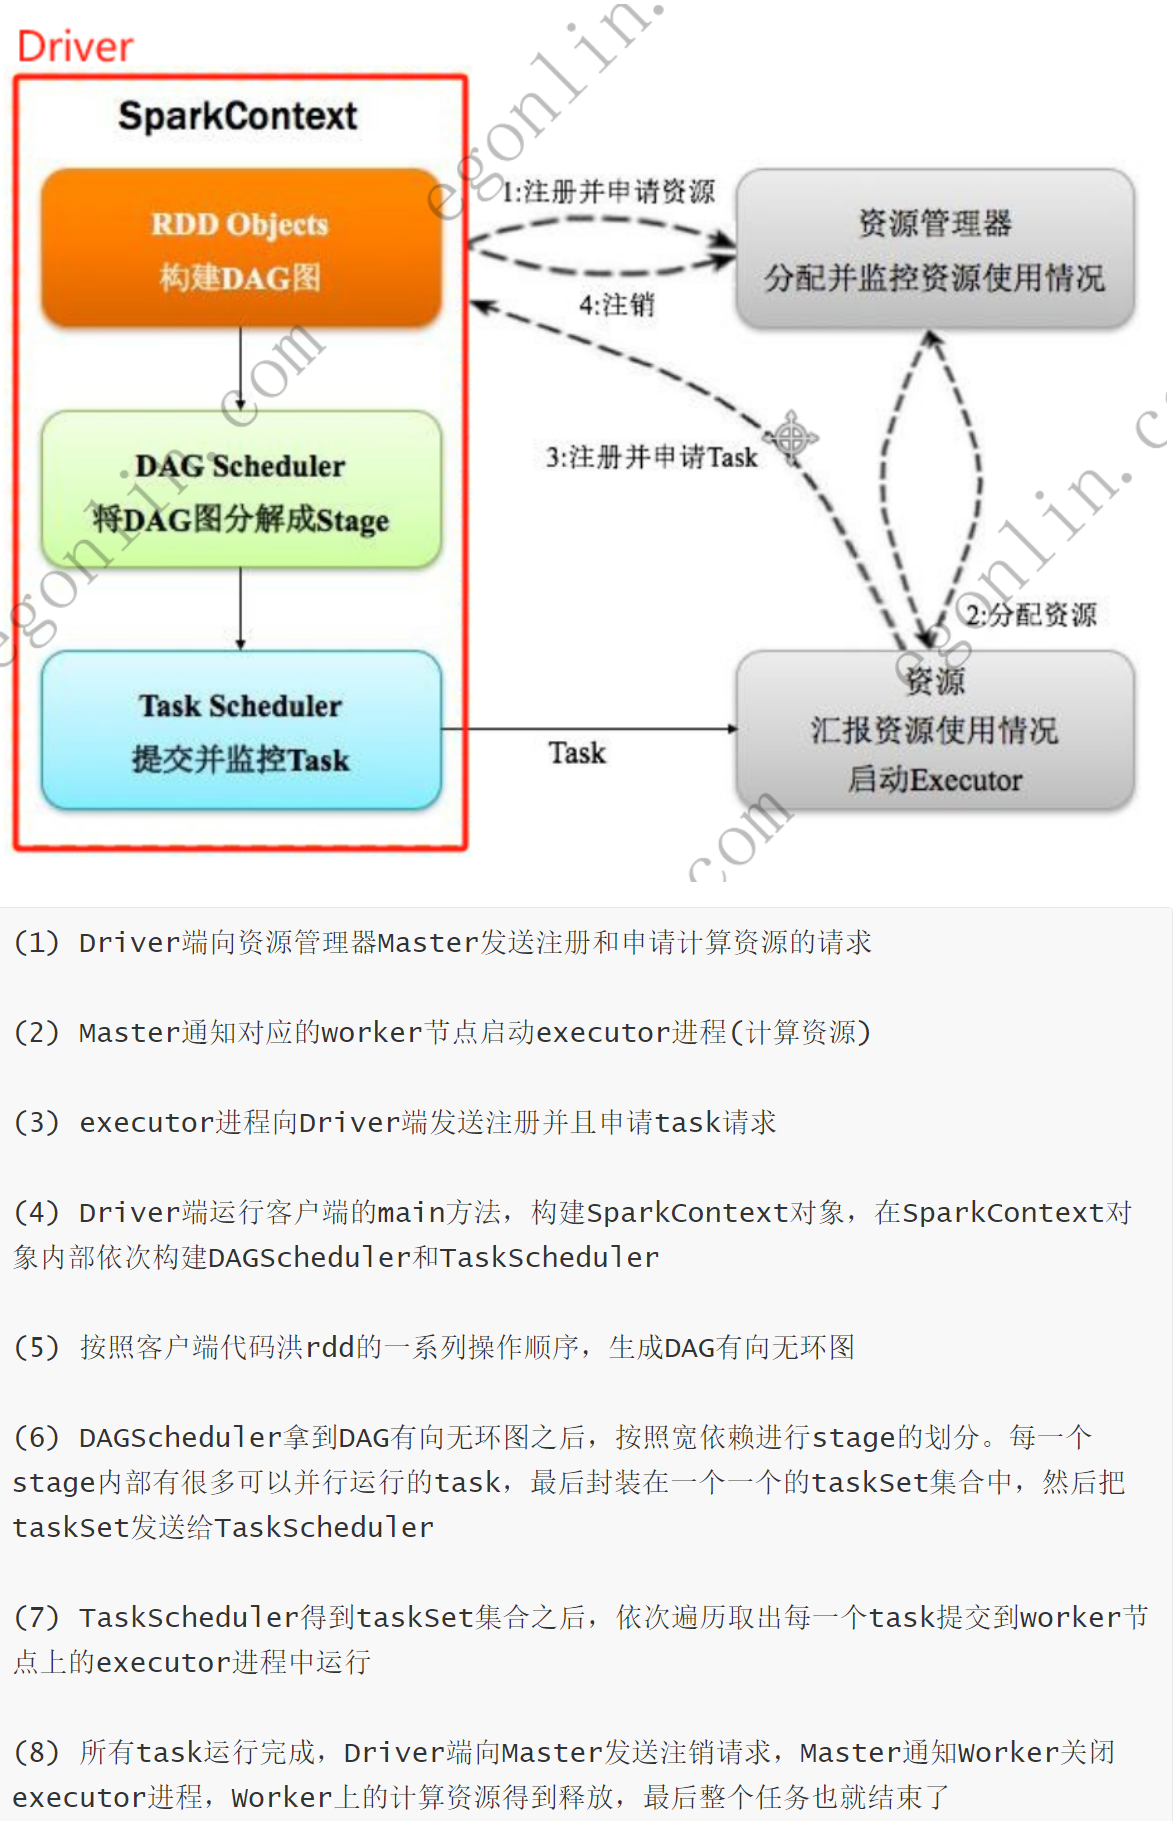 Driver
SparkContext
RDD Objects
构建DAG图
1:注册并申请资源
4:注销
资源管理器
分配并监控资源使用情况
DAG Scheduler
将DAG图分解成Stage
3:注册并申请Task
2:分配资源
Task Scheduler
提交并监控Task
Task
资源
汇报资源使用情况
启动Executor
egonlin.
egonlin.com
egonlin.c
com
(1) Driver端向资源管理器Master发送注册和申请计算资源的请求
(2) Master通知对应的worker节点启动executor进程(计算资源)
(3) executor进程向Driver端发送注册并且申请task请求
(4) Driver端运行客户端的main方法，构建SparkContext对象，在SparkContext对
象内部依次构建DAGScheduler和TaskScheduler
(5) 按照客户端代码洪rdd的一系列操作顺序，生成DAG有向无环图
(6) DAGScheduler拿到DAG有向无环图之后，按照宽依赖进行stage的划分。每一个
stage内部有很多可以并行运行的task，最后封装在一个一个的taskSet集合中，然后把
taskSet发送给TaskScheduler
(7) TaskScheduler得到taskSet集合之后，依次遍历取出每一个task提交到worker节
点上的executor进程中运行
(8) 所有task运行完成，Driver端向Master发送注销请求，Master通知Worker关闭
executor进程，Worker上的计算资源得到释放，最后整个任务也就结束了